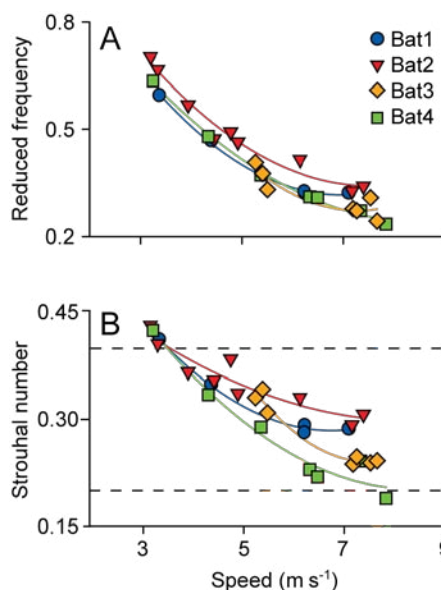 A
Reduced frequency
0.8
0.5
0.2
Bat1
Bat2
Bat3
Bat4
B
Strouhal number
0.45
0.30
0.15
3
5
7
9
Speed (m s⁻¹)